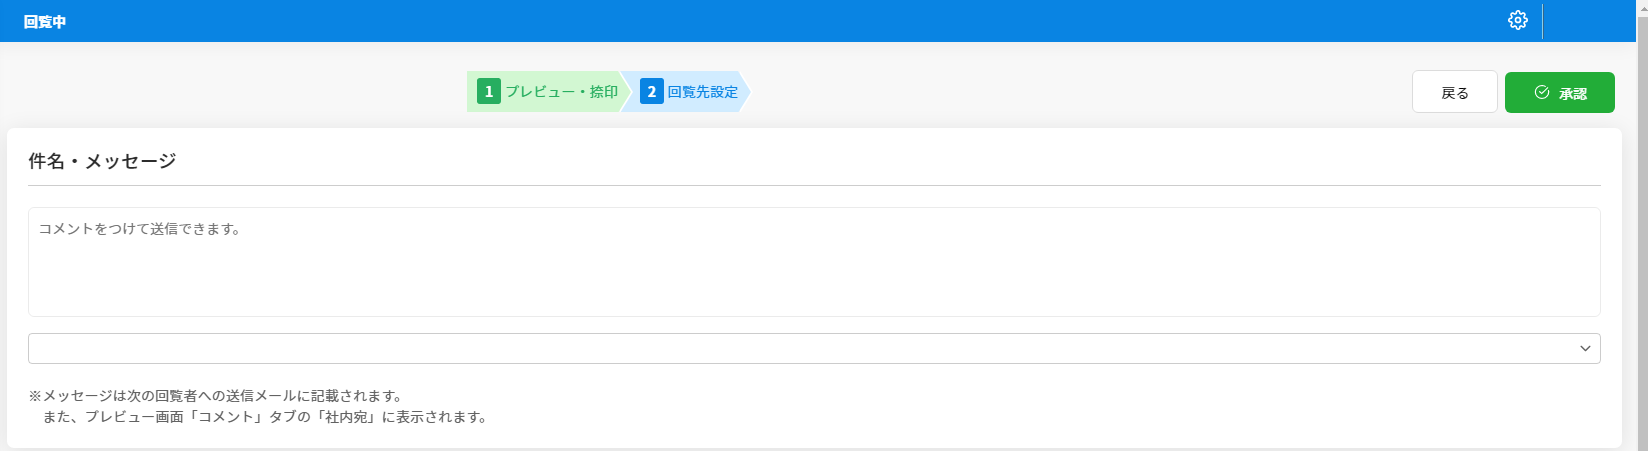 回覧中
1 プレビュー・捺印
2 回覧先設定
戻る
承認
件名・メッセージ
コメントをつけて送信できます。
※メッセージは次の回覧者への送信メールに記載されます。
また、プレビュー画面「コメント」タブの「社内宛」に表示されます。